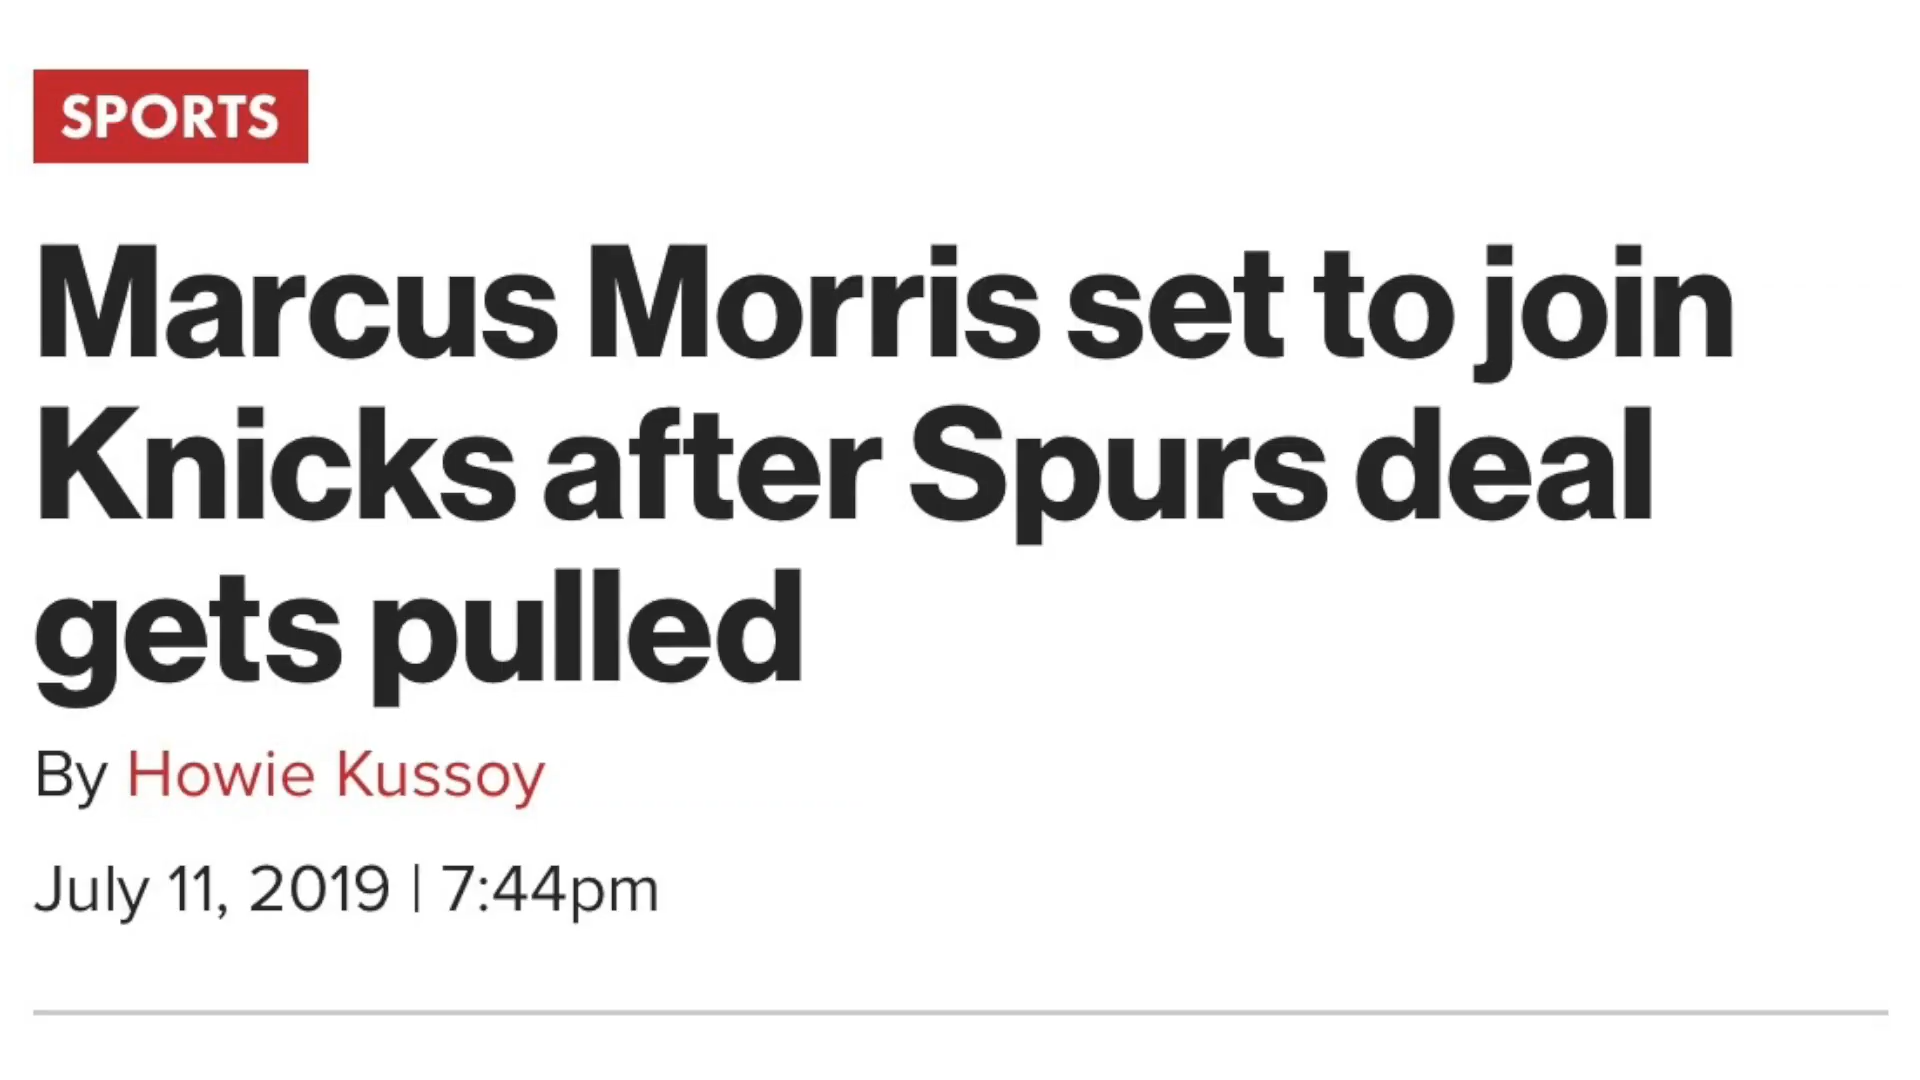 SPORTS
Marcus Morris set to join
Knicks after Spurs deal
gets pulled
By Howie Kussoy
July 11, 2019 | 7:44pm